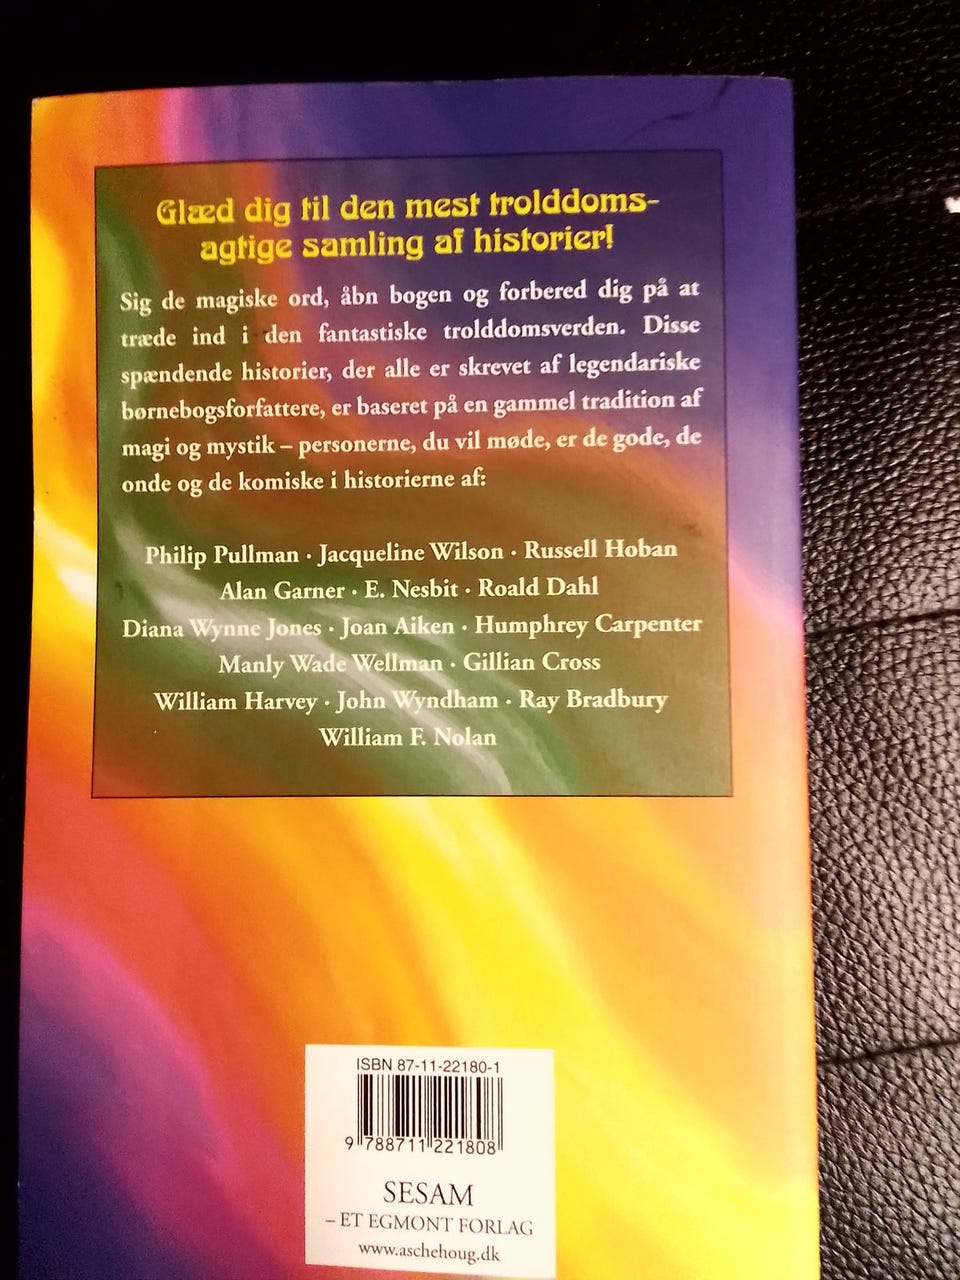 Glæd dig til den mest trolddoms-
agtige samling af historier!
Sig de magiske ord, åbn bogen og forbered dig på at
træde ind i den fantastiske trolddomsverden. Disse
spændende historier, der alle er skrevet af legendariske
børnebogsforfattere, er baseret på en gammel tradition af
magi og mystik – personerne, du vil møde, er de gode, de
onde og de komiske i historierne af:
Philip Pullman · Jacqueline Wilson · Russell Hoban
Alan Garner · E. Nesbit · Roald Dahl
Diana Wynne Jones · Joan Aiken · Humphrey Carpenter
Manly Wade Wellman · Gillian Cross
William Harvey · John Wyndham · Ray Bradbury
William F. Nolan
ISBN 87-11-22180-1
9 788711 221808
SESAM
– ET EGMONT FORLAG
www.aschehoug.dk